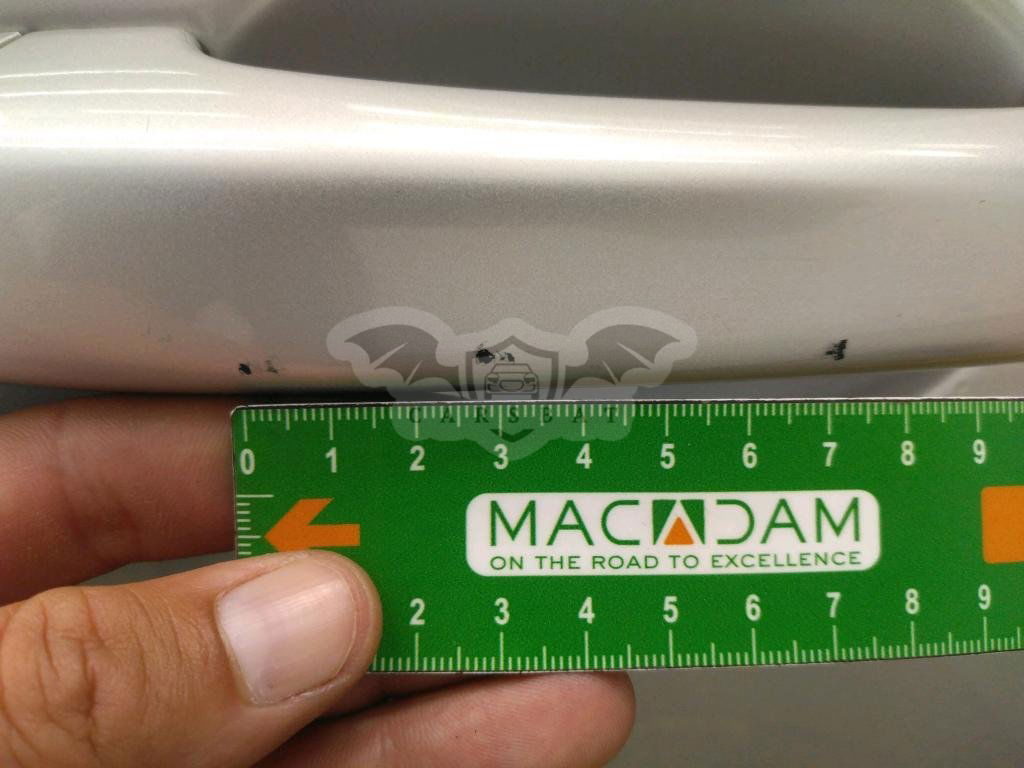 CARSBAT
0 1 2 3 4 5 6 7 8 9
MACADAM
ON THE ROAD TO EXCELLENCE
2 3 4 5 6 7 8 9